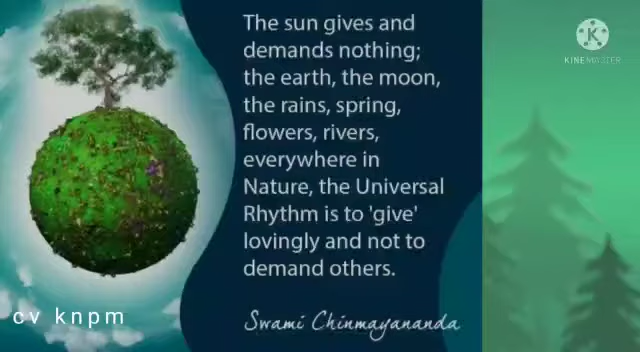 The sun gives and
demands nothing;
the earth, the moon,
the rains, spring,
flowers, rivers,
everywhere in
Nature, the Universal
Rhythm is to 'give'
lovingly and not to
demand others.
Swami Chinmayananda
cv knpm
K
KINEMASTER